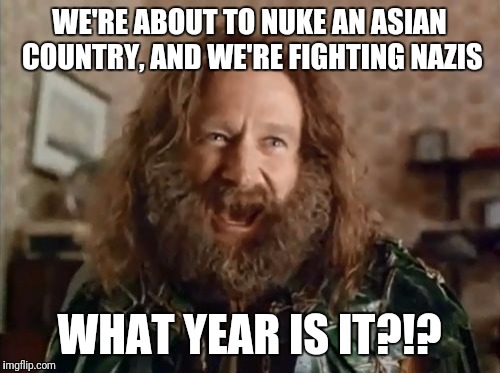 WE'RE ABOUT TO NUKE AN ASIAN
COUNTRY, AND WE'RE FIGHTING NAZIS
WHAT YEAR IS IT?!?
imgflip.com